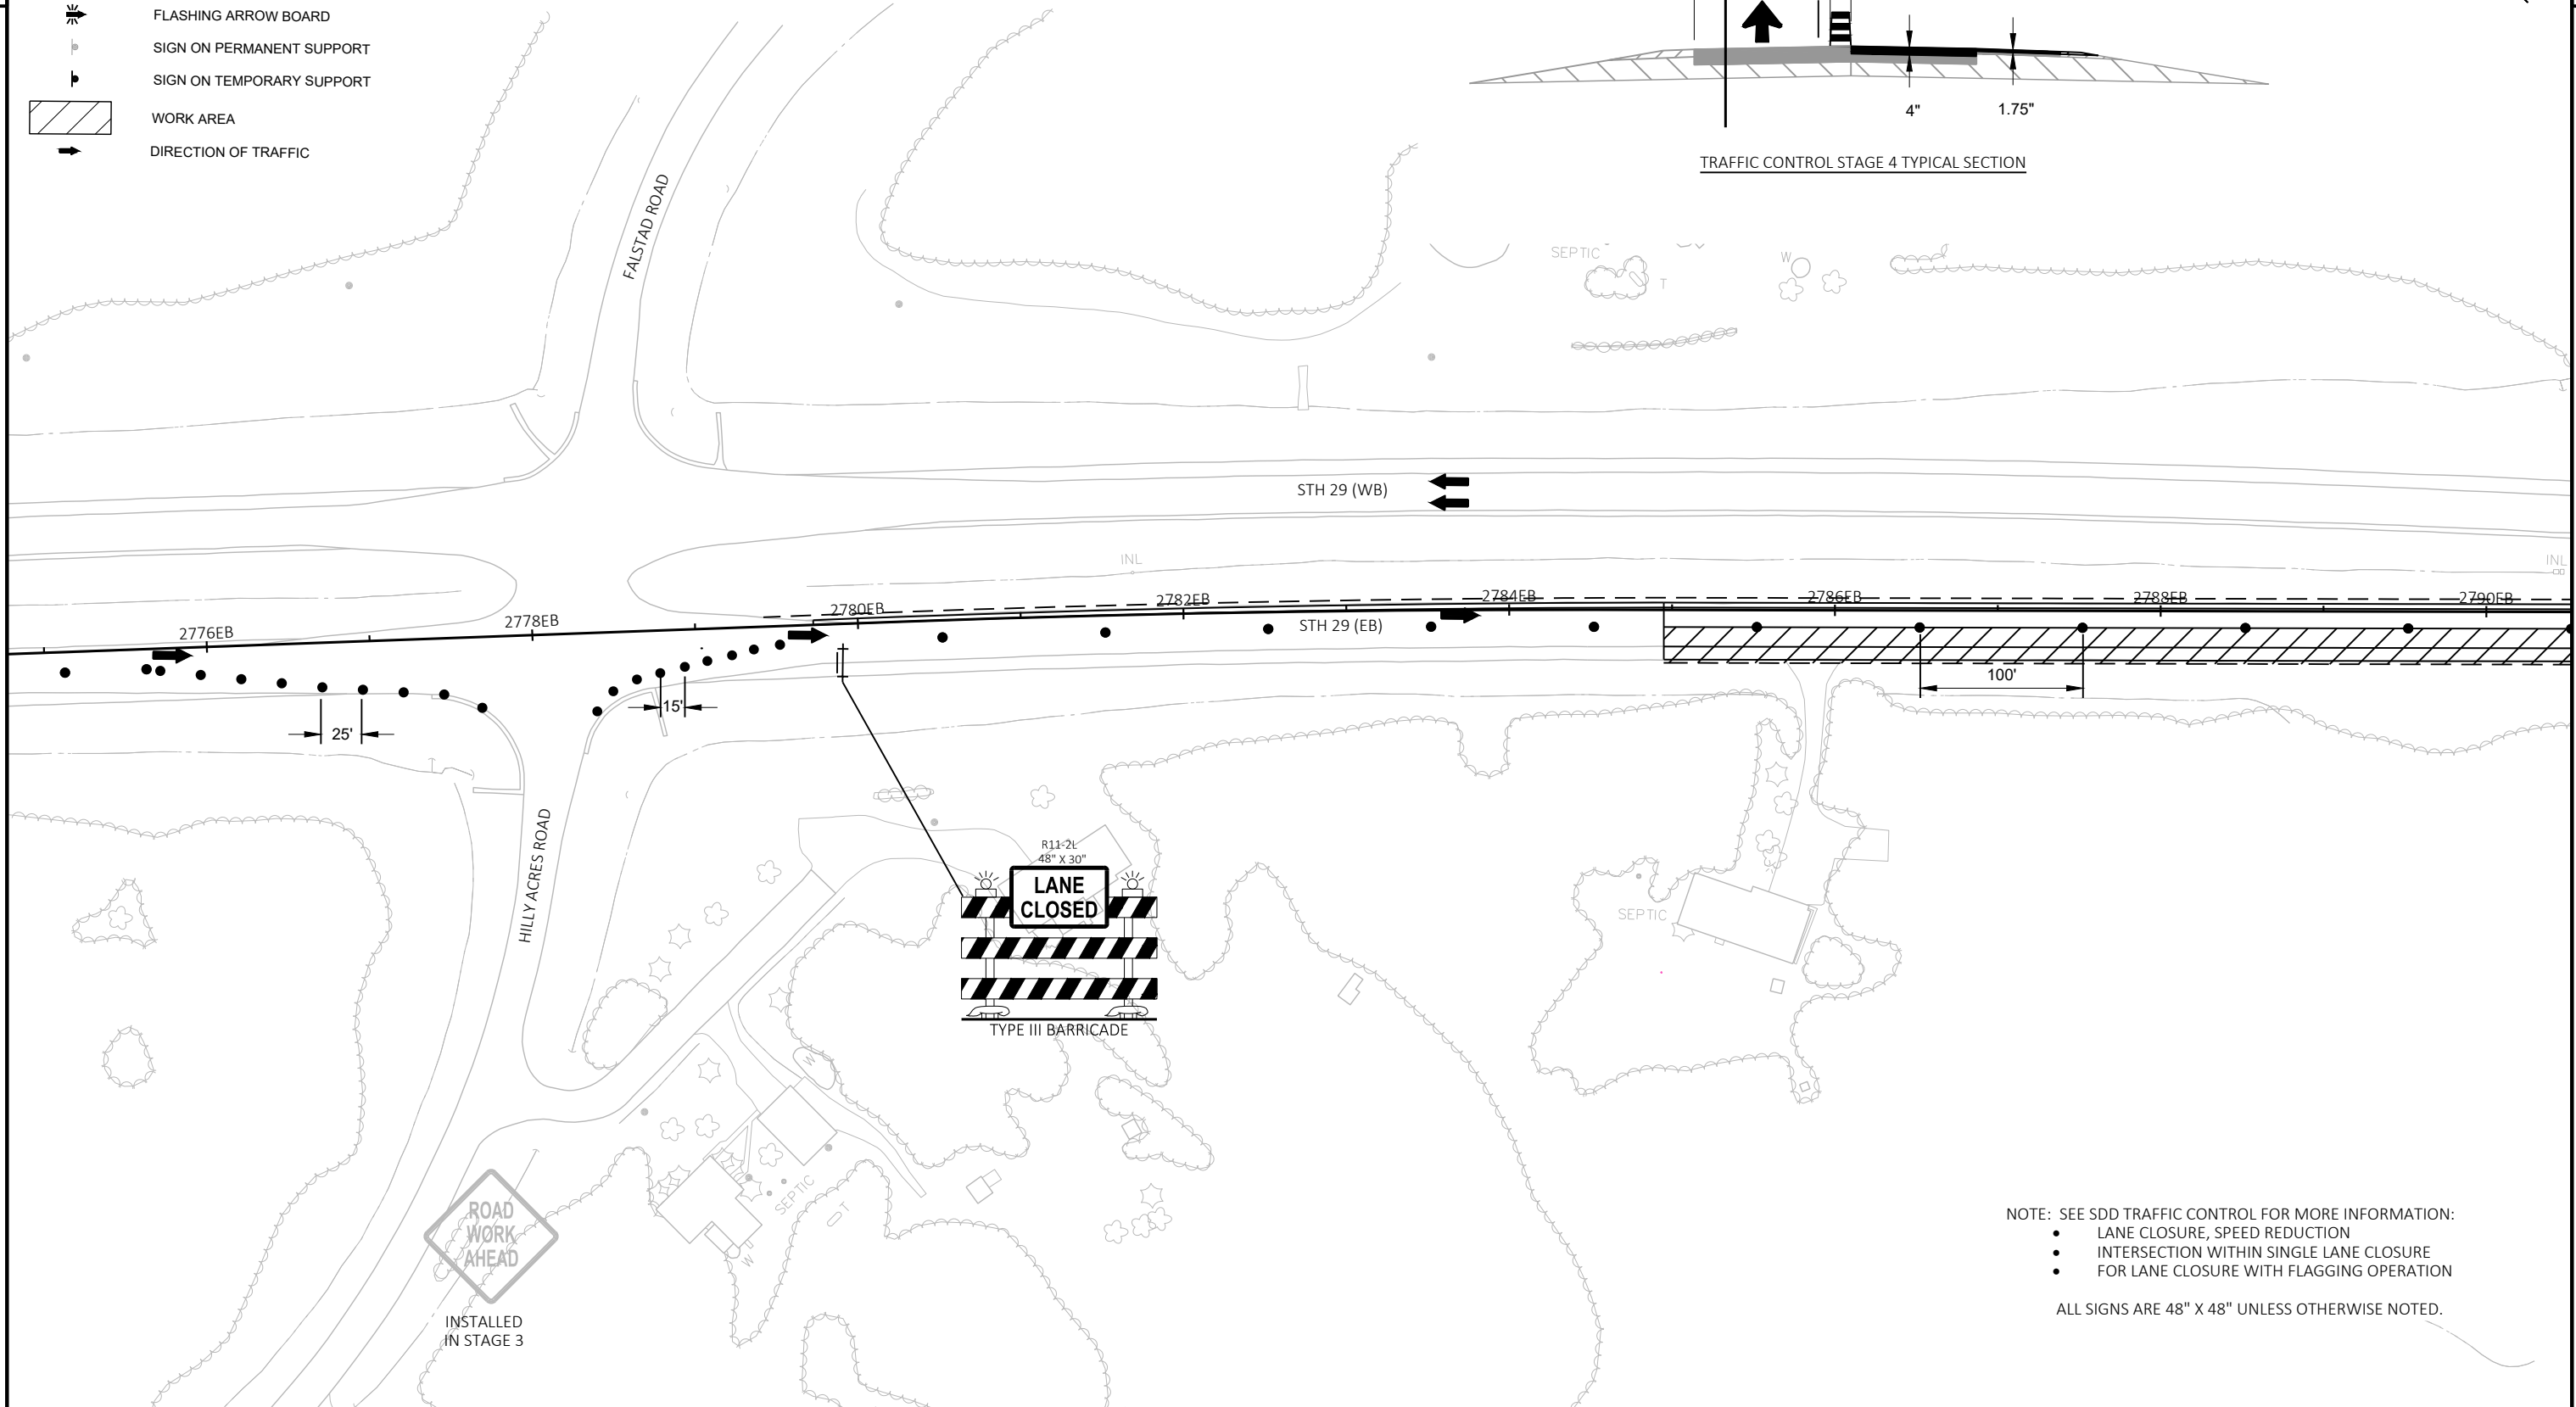 FLASHING ARROW BOARD
SIGN ON PERMANENT SUPPORT
SIGN ON TEMPORARY SUPPORT
WORK AREA
DIRECTION OF TRAFFIC
4"
1.75"
TRAFFIC CONTROL STAGE 4 TYPICAL SECTION
FALSTAD ROAD
SEPTIC
T
W
STH 29 (WB)
INL
INL
2776EB
2778EB
2780EB
2782EB
2784EB
2786EB
2788EB
2790EB
STH 29 (EB)
25'
15'
100'
HILLY ACRES ROAD
R11-2L
48" X 30"
LANE
CLOSED
TYPE III BARRICADE
SEPTIC
W
SEPTIC
T
W
ROAD
WORK
AHEAD
INSTALLED
IN STAGE 3
NOTE: SEE SDD TRAFFIC CONTROL FOR MORE INFORMATION:
• LANE CLOSURE, SPEED REDUCTION
• INTERSECTION WITHIN SINGLE LANE CLOSURE
• FOR LANE CLOSURE WITH FLAGGING OPERATION
ALL SIGNS ARE 48" X 48" UNLESS OTHERWISE NOTED.